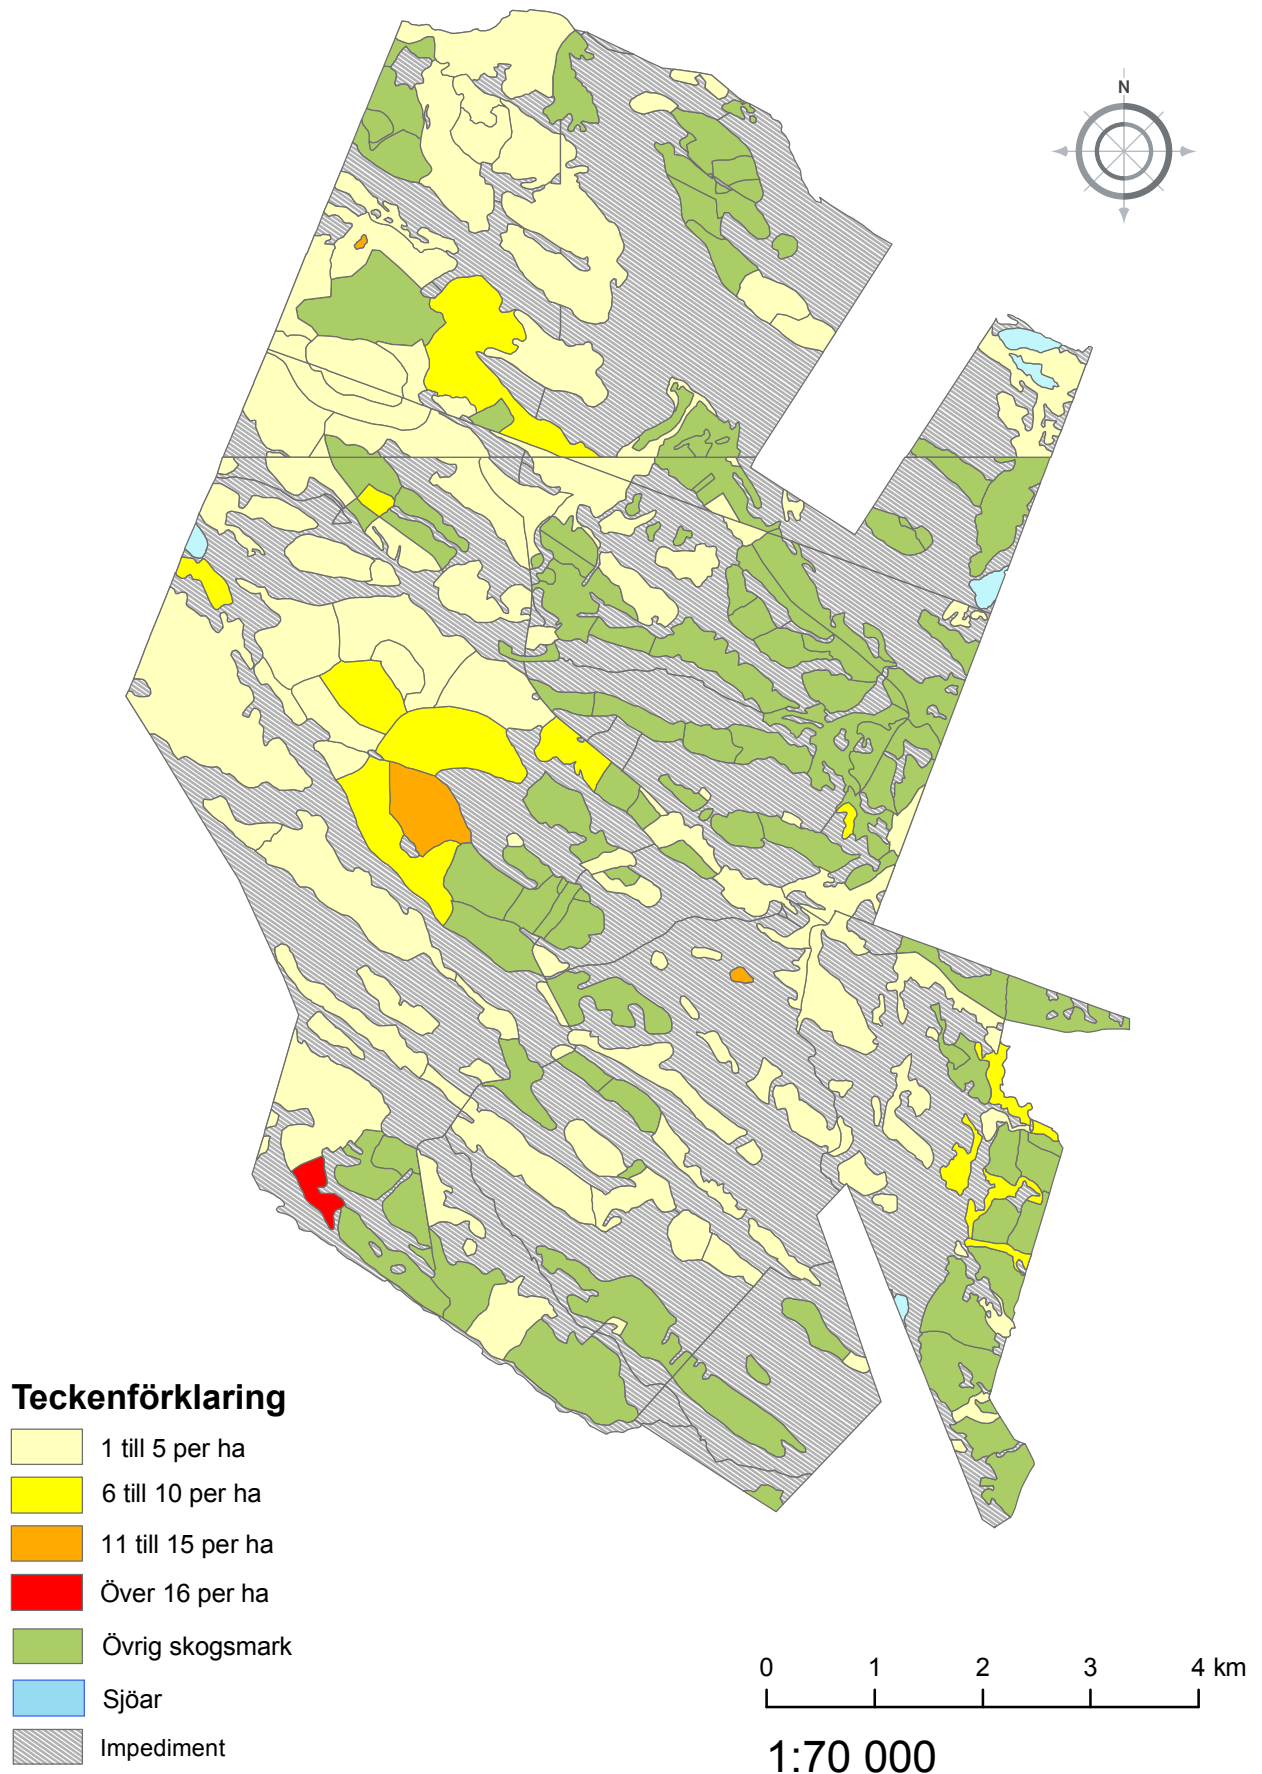 N
Teckenförklaring
1 till 5 per ha
6 till 10 per ha
11 till 15 per ha
Över 16 per ha
Övrig skogsmark
Sjöar
Impediment
0 1 2 3 4 km
1:70 000